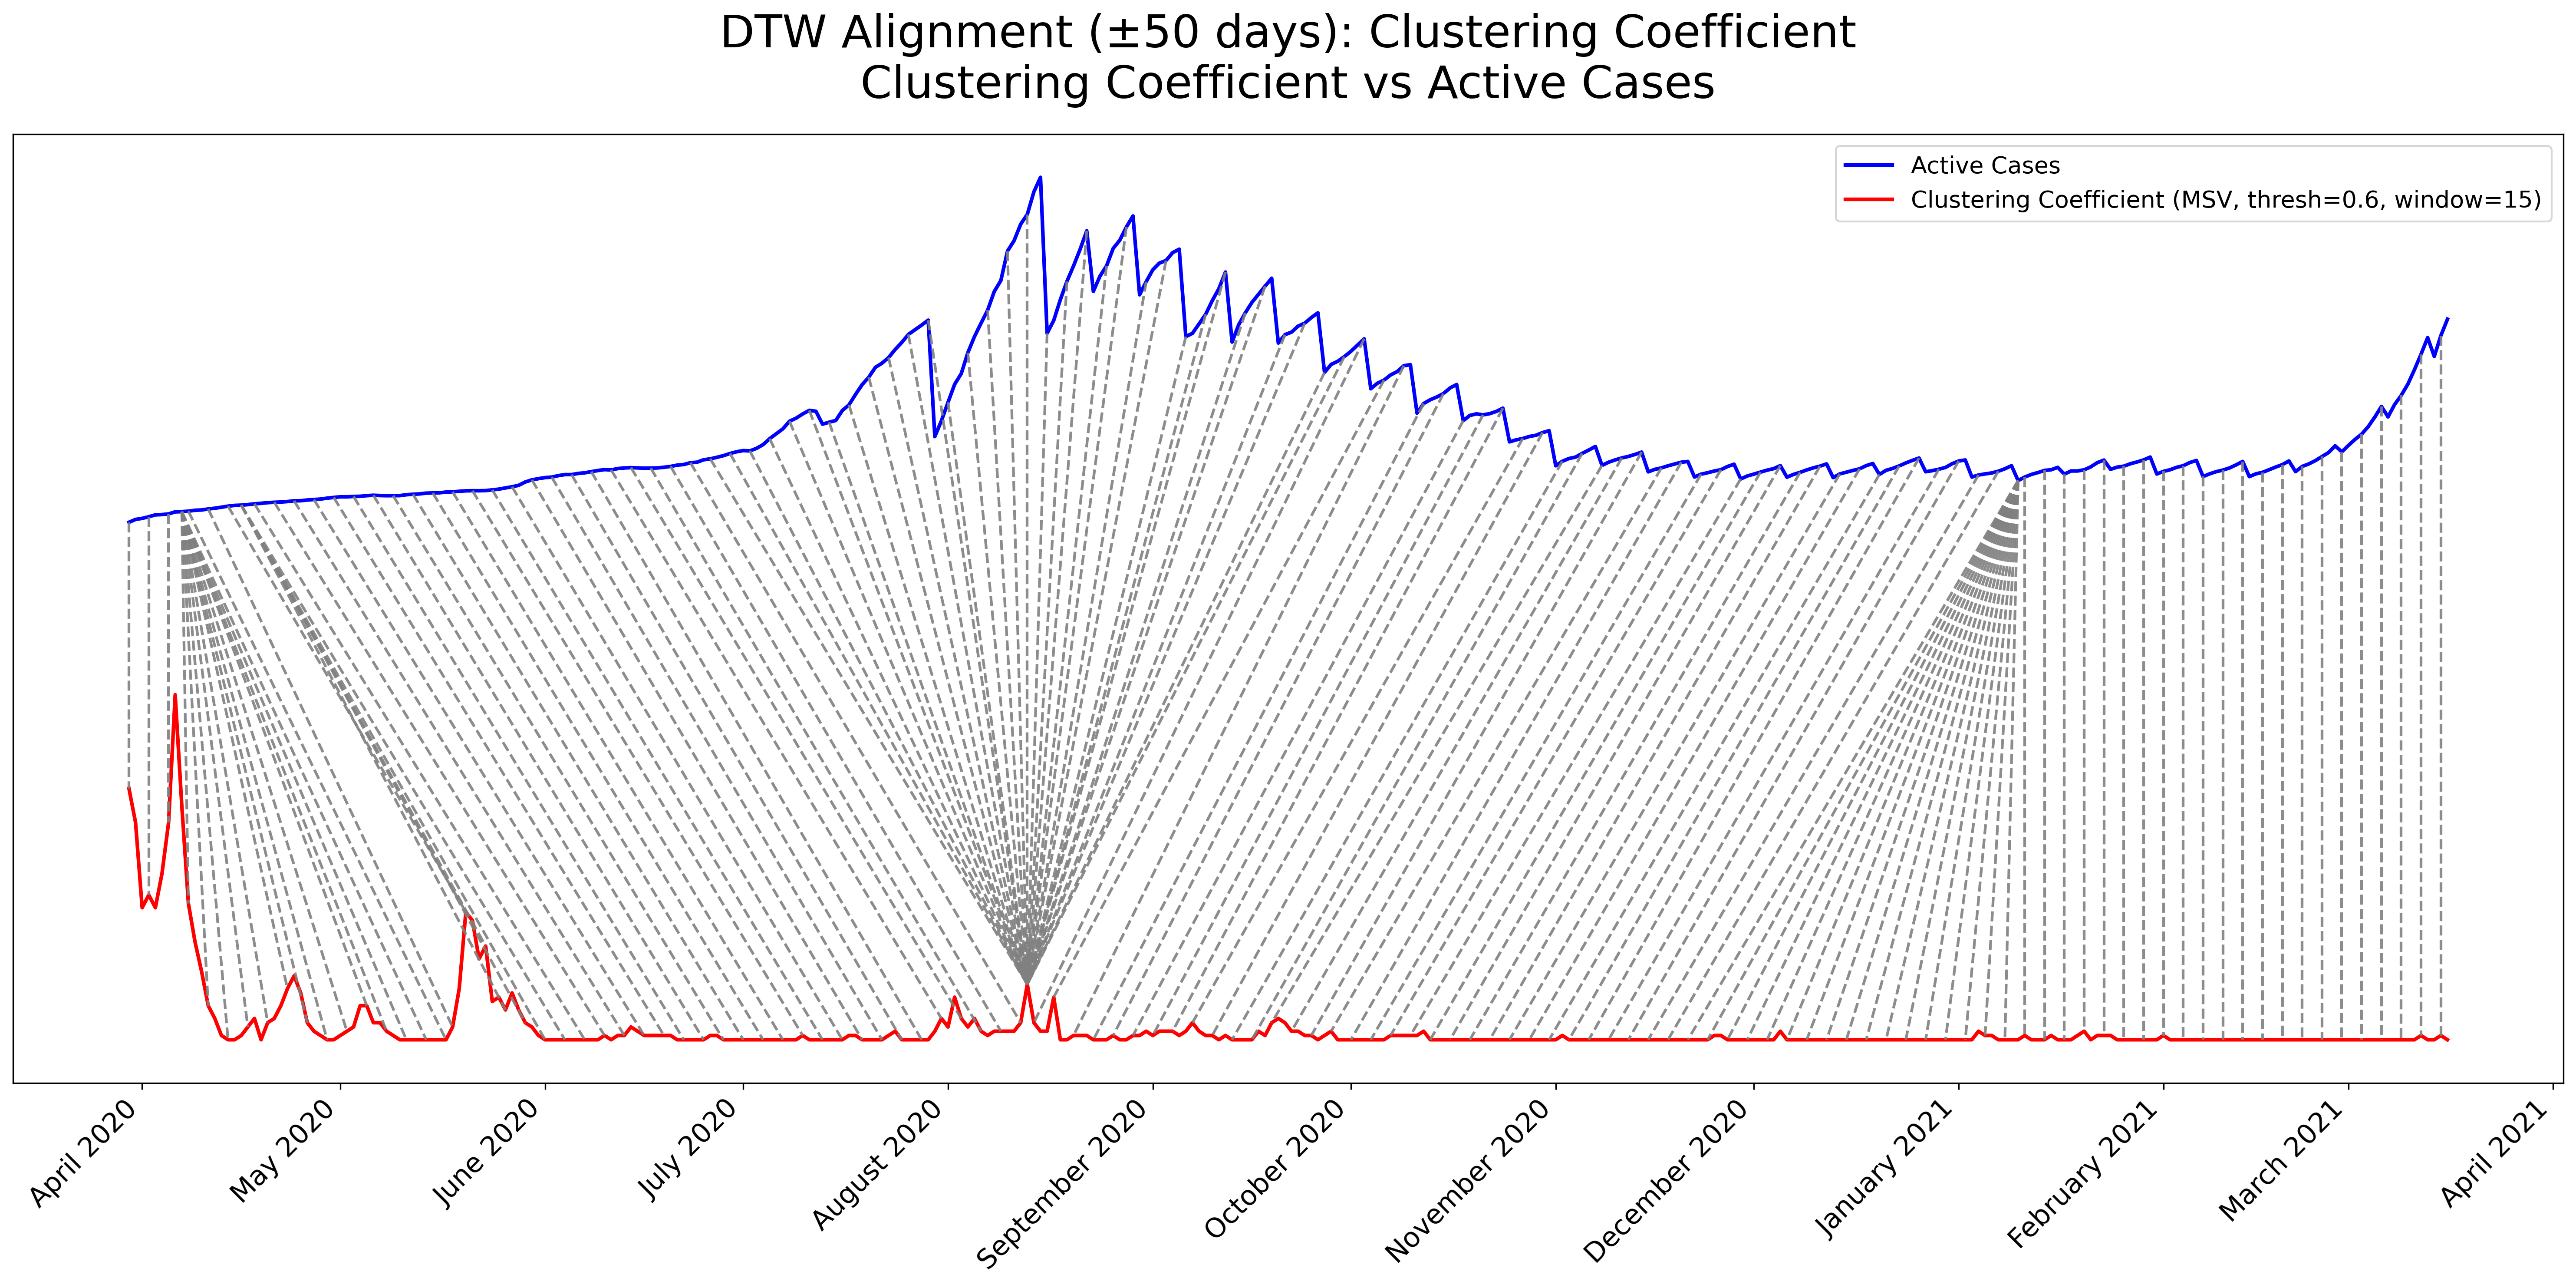 DTW Alignment (±50 days): Clustering Coefficient
Clustering Coefficient vs Active Cases
Active Cases
Clustering Coefficient (MSV, thresh=0.6, window=15)
April 2020
May 2020
June 2020
July 2020
August 2020
September 2020
October 2020
November 2020
December 2020
January 2021
February 2021
March 2021
April 2021